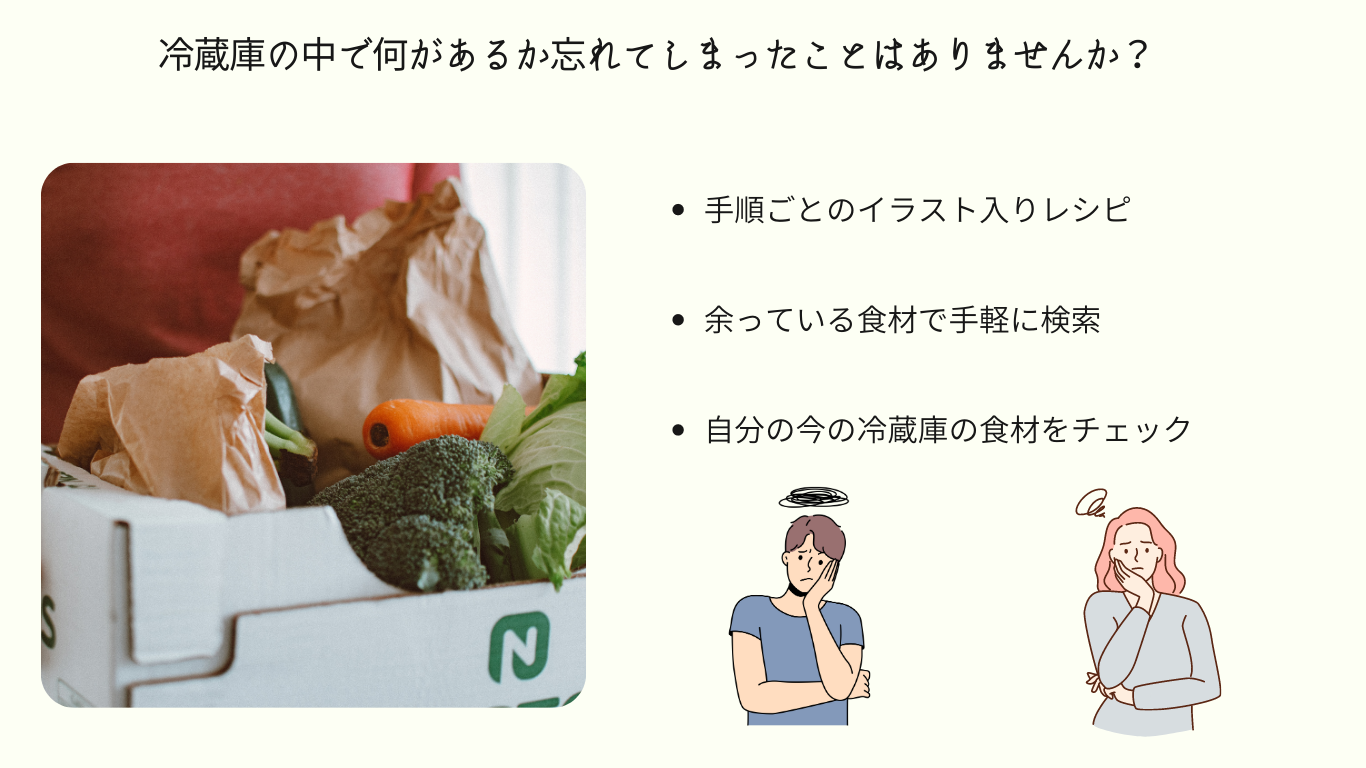 冷蔵庫の中で何があるか忘れてしまったことはありませんか？
手順ごとのイラスト入りレシピ
余っている食材で手軽に検索
自分の今の冷蔵庫の食材をチェック
S
N